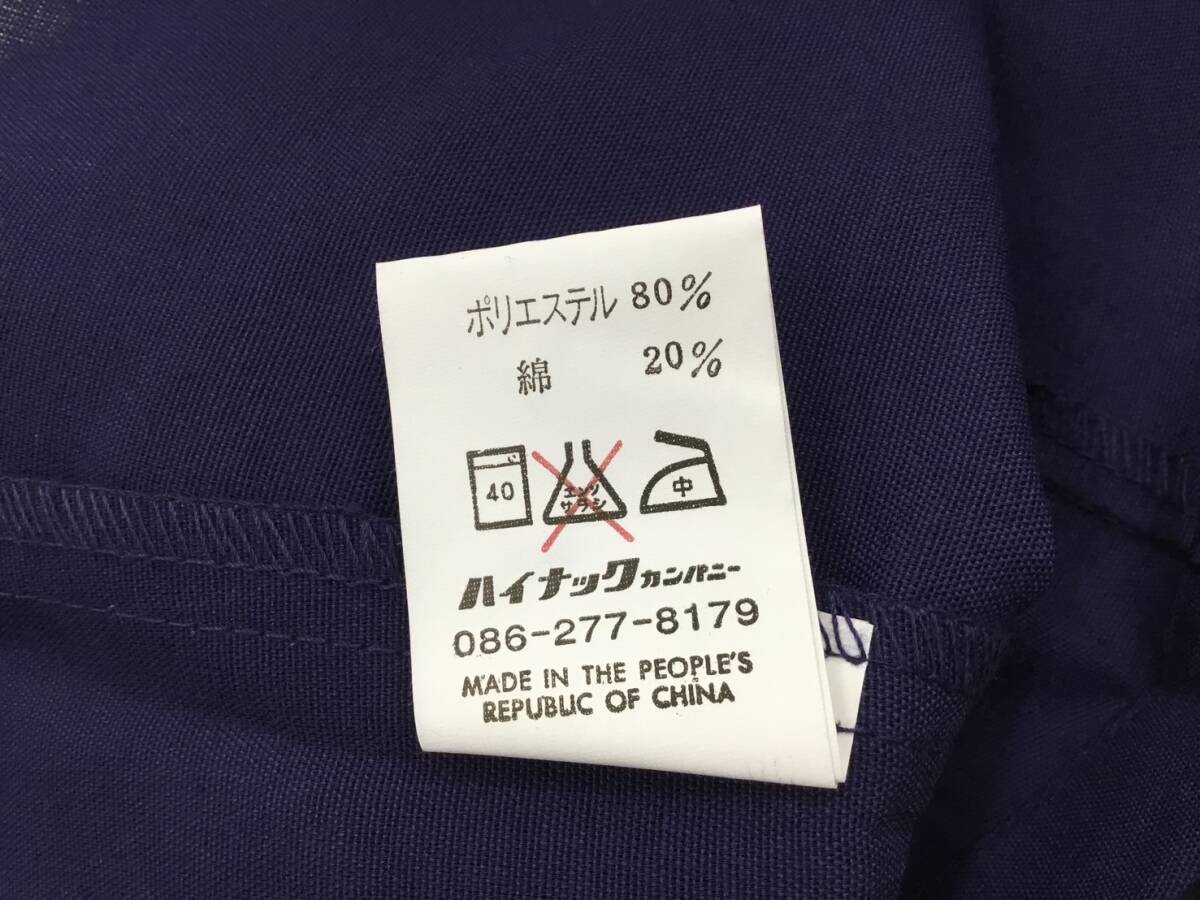 ポリエステル 80%
綿 20%
40
エンソ
サラシ
中
ハイナックカンパニー
086-277-8179
MADE IN THE PEOPLE'S
REPUBLIC OF CHINA